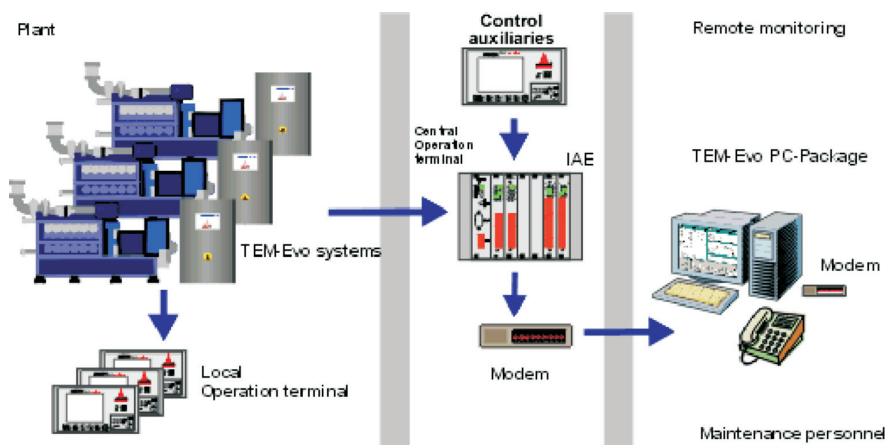 Plant
Control
auxiliaries
Remote monitoring
Central
Operation
terminal
IAE
TEM-Evo PC-Package
TEM-Evo systems
Modem
Local
Operation terminal
Modem
Maintenance personnel